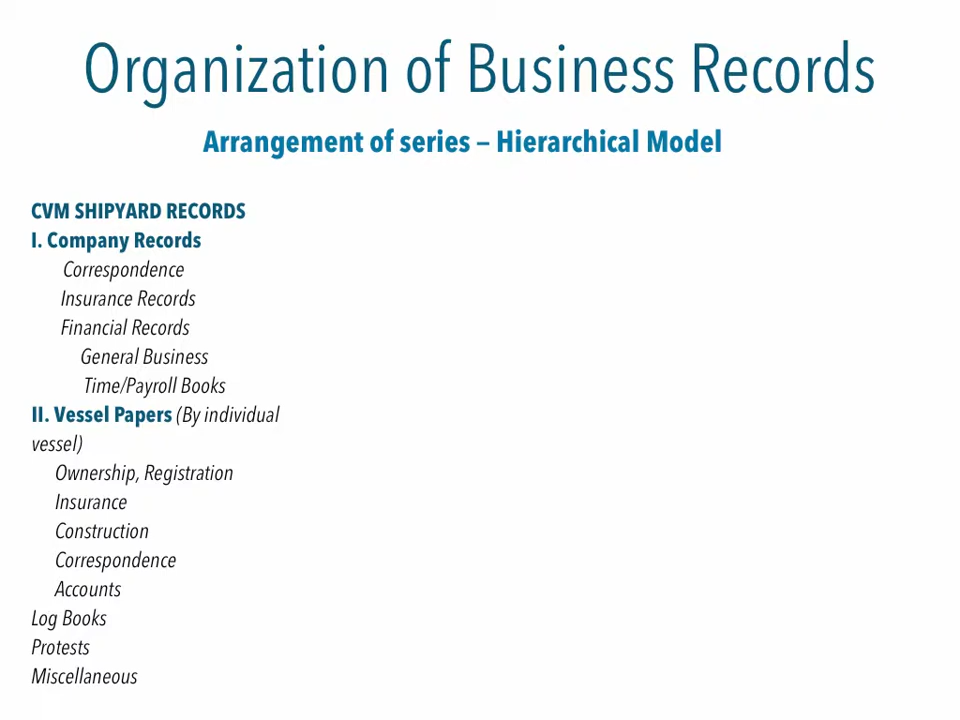 Organization of Business Records
Arrangement of series – Hierarchical Model
CVM SHIPYARD RECORDS
I. Company Records
Correspondence
Insurance Records
Financial Records
General Business
Time/Payroll Books
II. Vessel Papers (By individual
vessel)
Ownership, Registration
Insurance
Construction
Correspondence
Accounts
Log Books
Protests
Miscellaneous